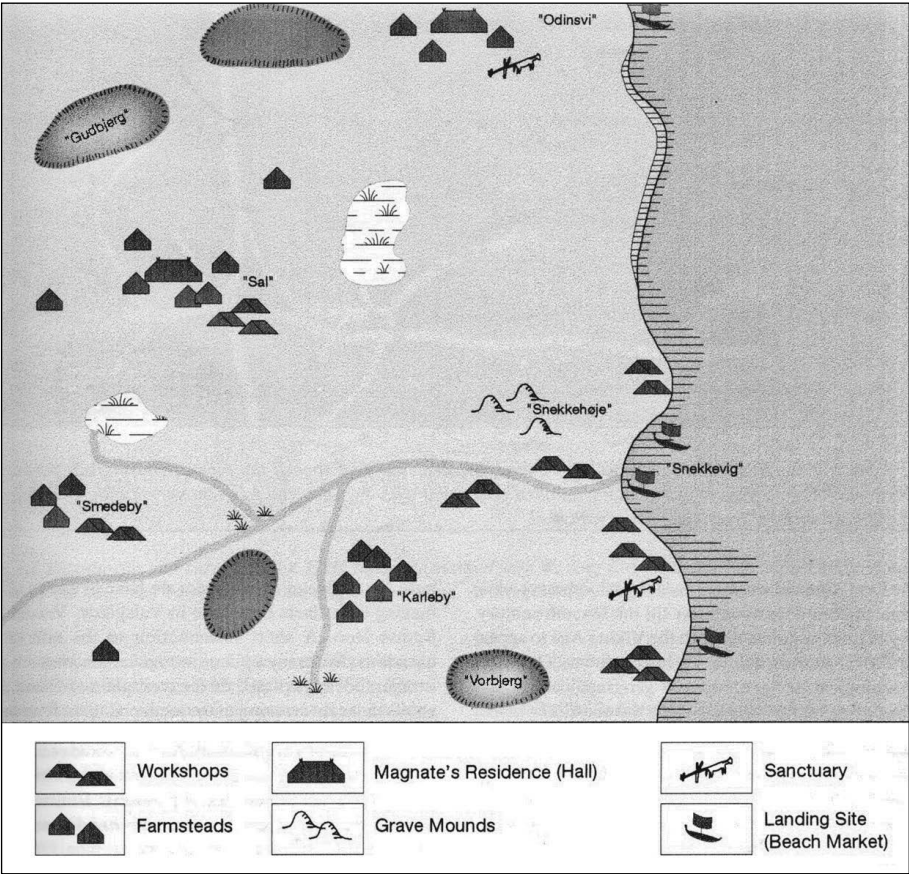 "Odinsvi"
"Gudbjerg"
"Sal"
"Snekkehøje"
"Snekkevig"
"Smedeby"
"Karleby"
"Vorbjerg"
Workshops
Magnate's Residence (Hall)
Sanctuary
Farmsteads
Grave Mounds
Landing Site
(Beach Market)